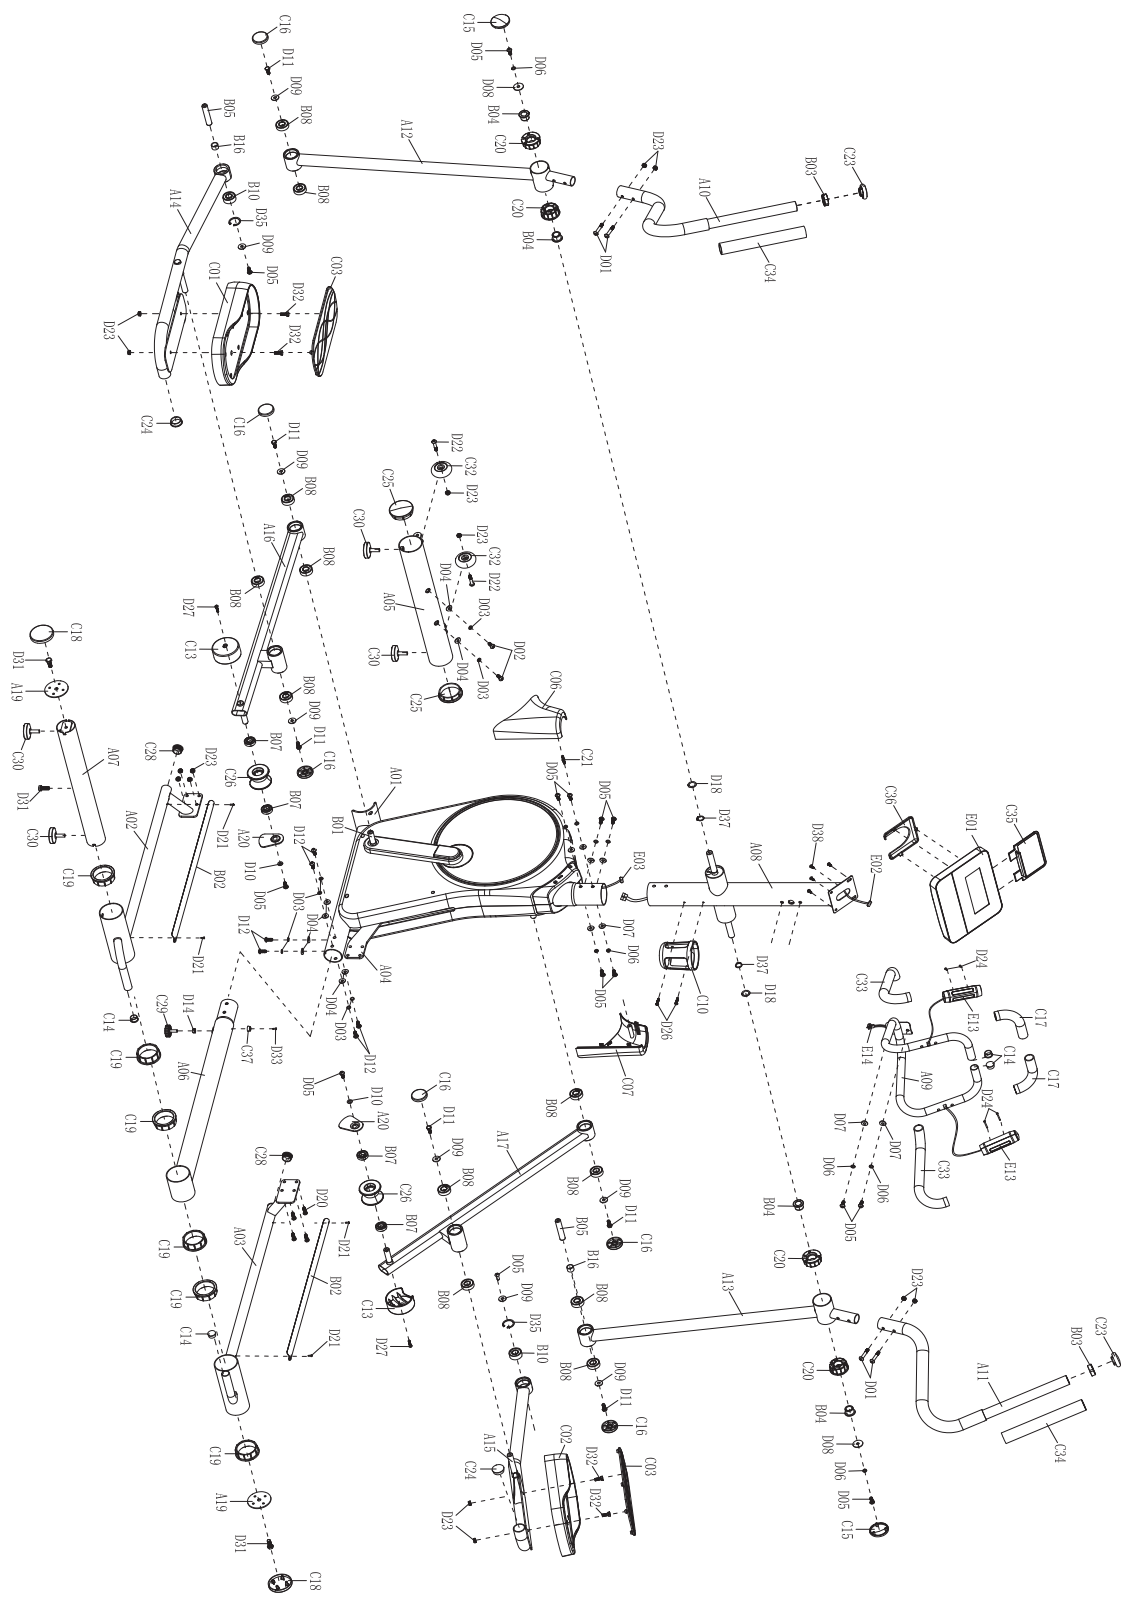 C16
D11
D09
B08
B05
B16
A14
B10
D35
D09
D05
C01
D23
D32
D32
C03
C24
A12
B08
C15
D05
D06
D08
B04
C20
C20
B04
D23
A10
D01
B03
C23
C34
C16
D11
D09
B08
A16
B08
B08
D27
C13
B08
D09
D11
C16
B07
C26
B07
A20
D10
D05
D22
C32
D23
C25
C30
D23
C32
D22
D04
A05
D03
D02
D04
D03
C30
C25
C06
C21
D05
D05
D18
D37
A08
D38
C36
E01
C35
E02
E03
C18
D31
A19
C30
A07
D31
C30
C28
D23
A02
D21
B02
C19
D21
C14
A01
B01
D12
D03
D04
D12
A04
D04
D03
D12
D07
D06
D05
C10
D26
D37
D18
C07
C33
D24
E13
E14
C17
C14
C17
A09
D24
E13
D07
D07
D06
D06
D05
C33
C29
D14
C37
D33
C19
A06
C19
C28
D20
A03
D21
B02
C19
C19
C14
D21
C19
A19
D31
C18
D05
D10
A20
B07
C26
B07
C16
D11
D09
B08
A17
B08
C13
D27
B08
B08
D09
D11
C16
B05
B16
B08
D05
D09
D35
B10
B08
D09
D11
C16
A13
B04
C20
D23
D01
C20
B04
D08
D06
D05
C15
A11
B03
C23
C34
A15
C24
C02
D32
D32
C03
D23